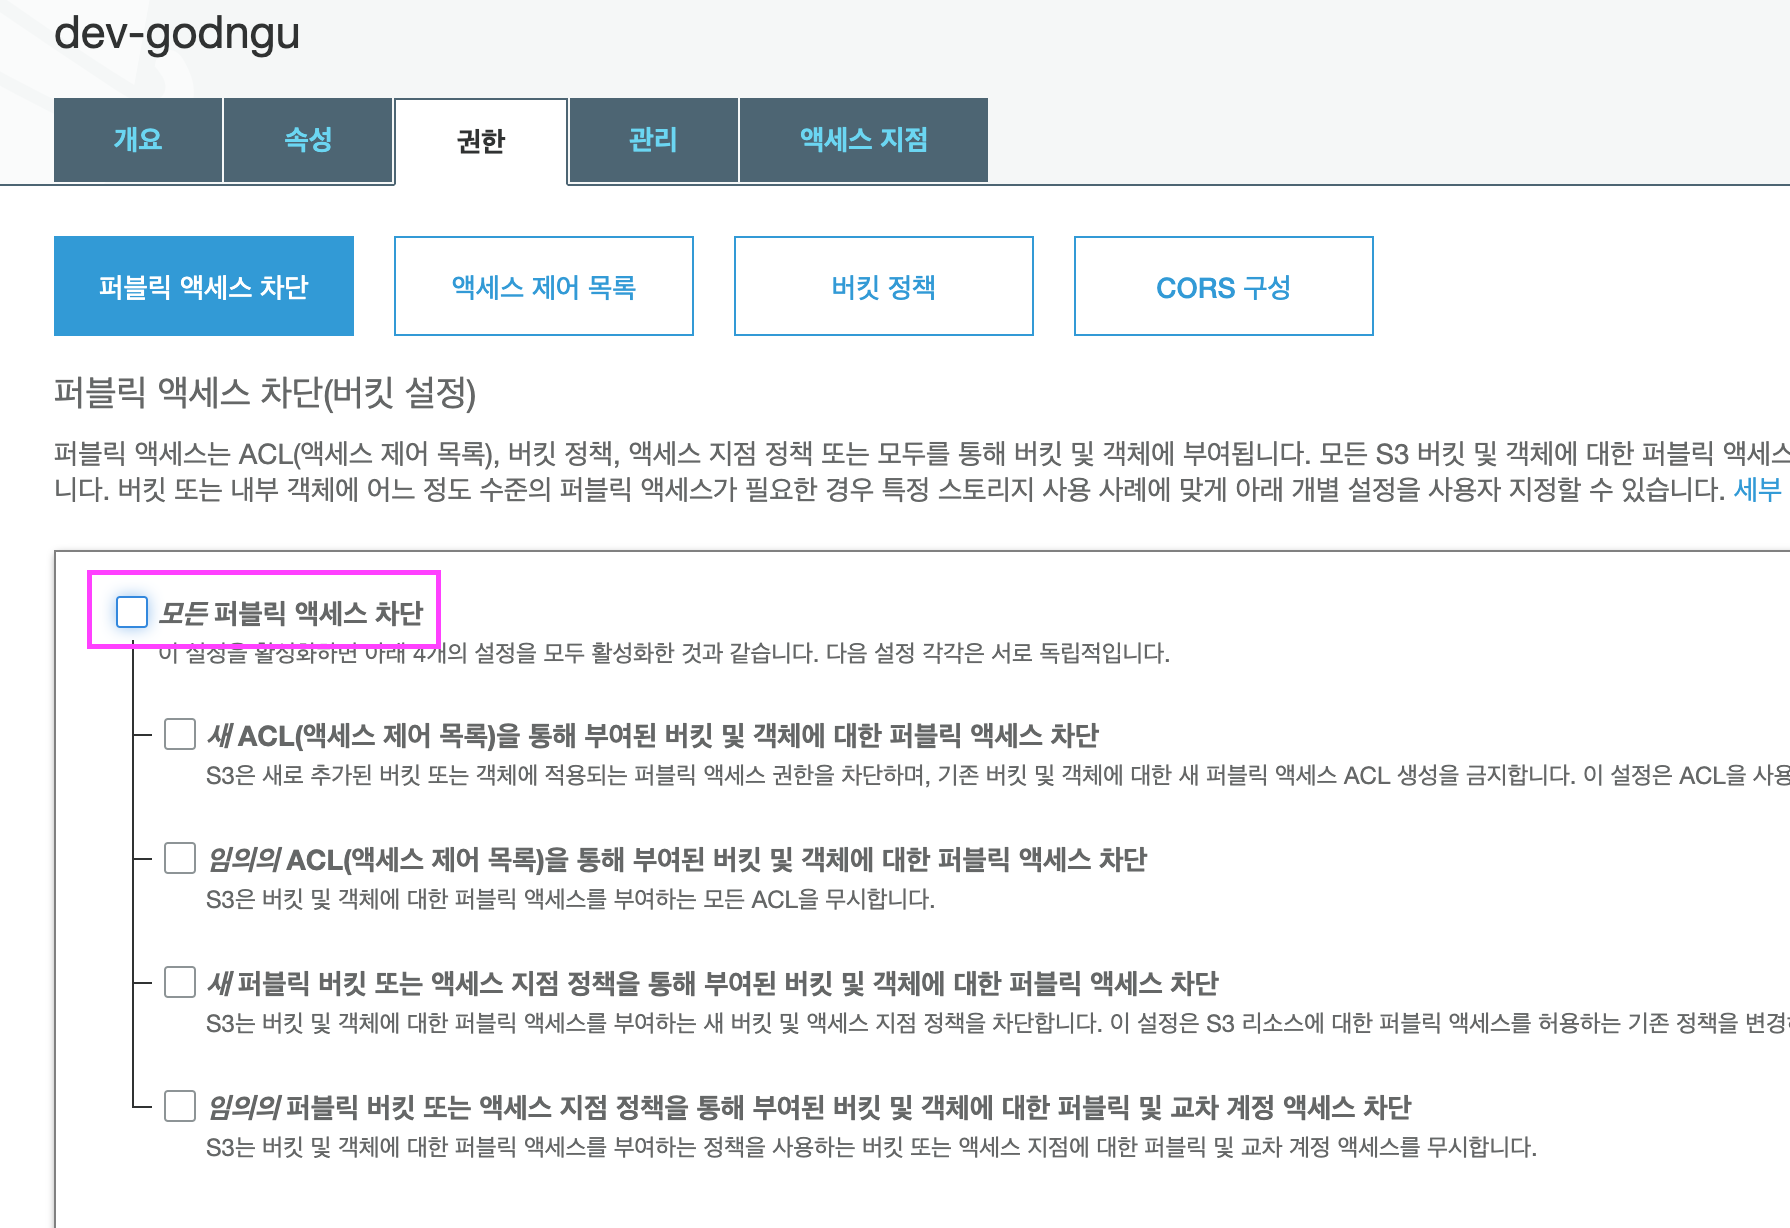 dev-godngu
개요 속성 권한 관리 액세스 지점
퍼블릭 액세스 차단 액세스 제어 목록 버킷 정책 CORS 구성
퍼블릭 액세스 차단(버킷 설정)
퍼블릭 액세스는 ACL(액세스 제어 목록), 버킷 정책, 액세스 지점 정책 또는 모두를 통해 버킷 및 객체에 부여됩니다. 모든 S3 버킷 및 객체에 대한 퍼블릭 액세스
니다. 버킷 또는 내부 객체에 어느 정도 수준의 퍼블릭 액세스가 필요한 경우 특정 스토리지 사용 사례에 맞게 아래 개별 설정을 사용자 지정할 수 있습니다. 세부
모든 퍼블릭 액세스 차단
이 설정을 활성화하면 아래 4개의 설정을 모두 활성화한 것과 같습니다. 다음 설정 각각은 서로 독립적입니다.
새 ACL(액세스 제어 목록)을 통해 부여된 버킷 및 객체에 대한 퍼블릭 액세스 차단
S3은 새로 추가된 버킷 또는 객체에 적용되는 퍼블릭 액세스 권한을 차단하며, 기존 버킷 및 객체에 대한 새 퍼블릭 액세스 ACL 생성을 금지합니다. 이 설정은 ACL을 사용
임의의 ACL(액세스 제어 목록)을 통해 부여된 버킷 및 객체에 대한 퍼블릭 액세스 차단
S3은 버킷 및 객체에 대한 퍼블릭 액세스를 부여하는 모든 ACL을 무시합니다.
새 퍼블릭 버킷 또는 액세스 지점 정책을 통해 부여된 버킷 및 객체에 대한 퍼블릭 액세스 차단
S3는 버킷 및 객체에 대한 퍼블릭 액세스를 부여하는 새 버킷 및 액세스 지점 정책을 차단합니다. 이 설정은 S3 리소스에 대한 퍼블릭 액세스를 허용하는 기존 정책을 변경
임의의 퍼블릭 버킷 또는 액세스 지점 정책을 통해 부여된 버킷 및 객체에 대한 퍼블릭 및 교차 계정 액세스 차단
S3는 버킷 및 객체에 대한 퍼블릭 액세스를 부여하는 정책을 사용하는 버킷 또는 액세스 지점에 대한 퍼블릭 및 교차 계정 액세스를 무시합니다.